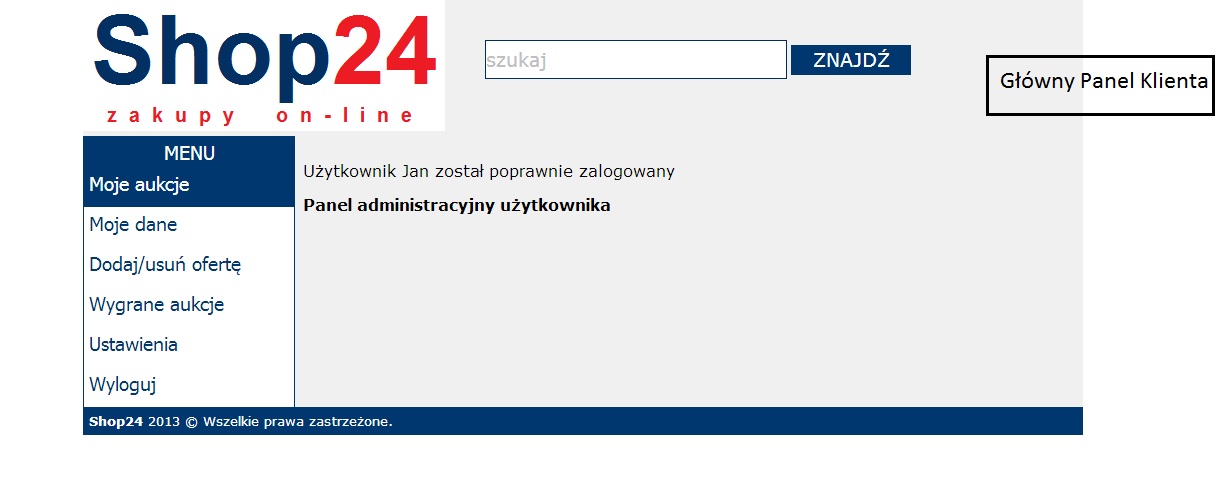 Shop24
zakupy on-line
szukaj
ZNAJDŹ
Główny Panel Klienta
MENU
Moje aukcje
Moje dane
Dodaj/usuń ofertę
Wygrane aukcje
Ustawienia
Wyloguj
Użytkownik Jan został poprawnie zalogowany
Panel administracyjny użytkownika
Shop24 2013 © Wszelkie prawa zastrzeżone.